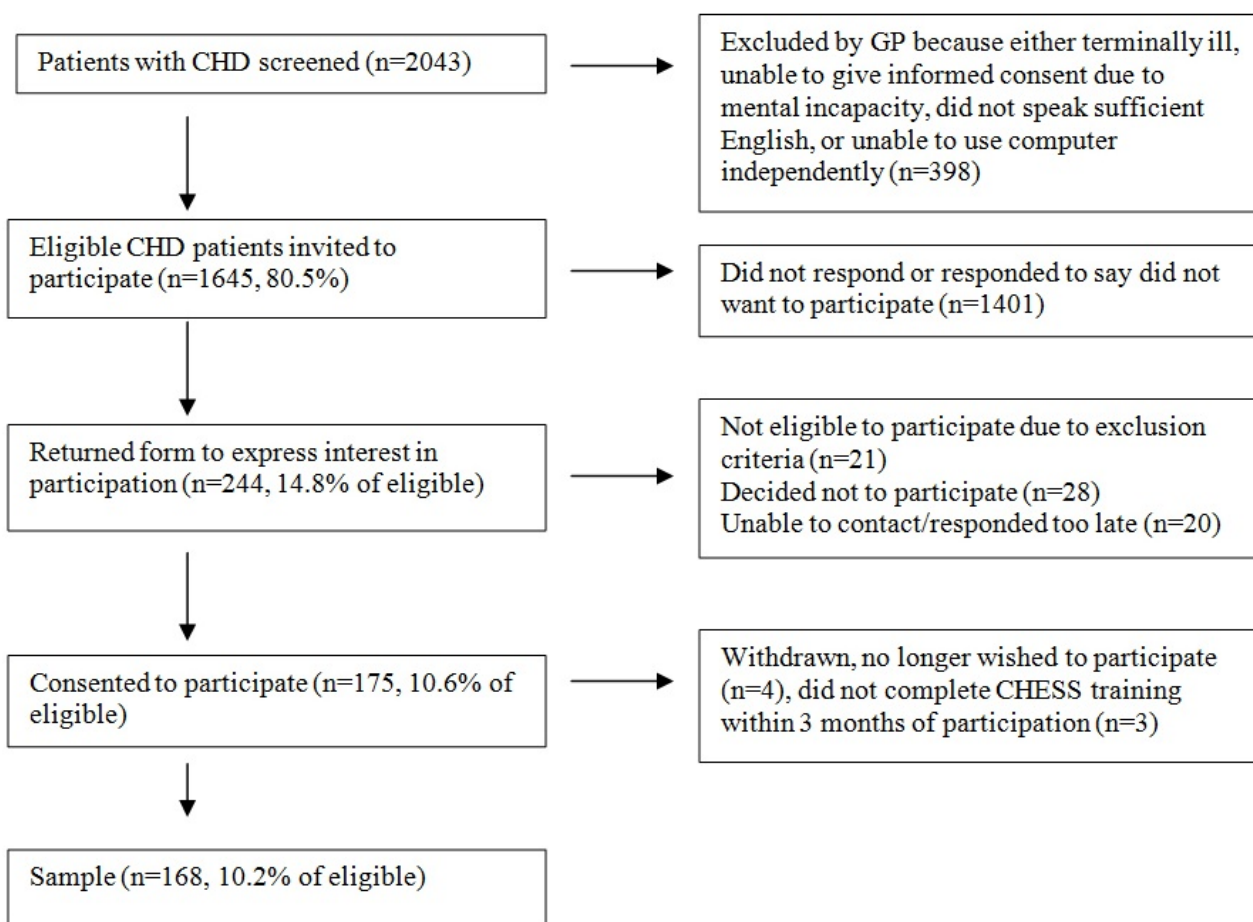 Patients with CHD screened (n=2043)
Excluded by GP because either terminally ill,
unable to give informed consent due to
mental incapacity, did not speak sufficient
English, or unable to use computer
independently (n=398)
Eligible CHD patients invited to
participate (n=1645, 80.5%)
Did not respond or responded to say did not
want to participate (n=1401)
Returned form to express interest in
participation (n=244, 14.8% of eligible)
Not eligible to participate due to exclusion
criteria (n=21)
Decided not to participate (n=28)
Unable to contact/responded too late (n=20)
Consented to participate (n=175, 10.6% of
eligible)
Withdrawn, no longer wished to participate
(n=4), did not complete CHESS training
within 3 months of participation (n=3)
Sample (n=168, 10.2% of eligible)